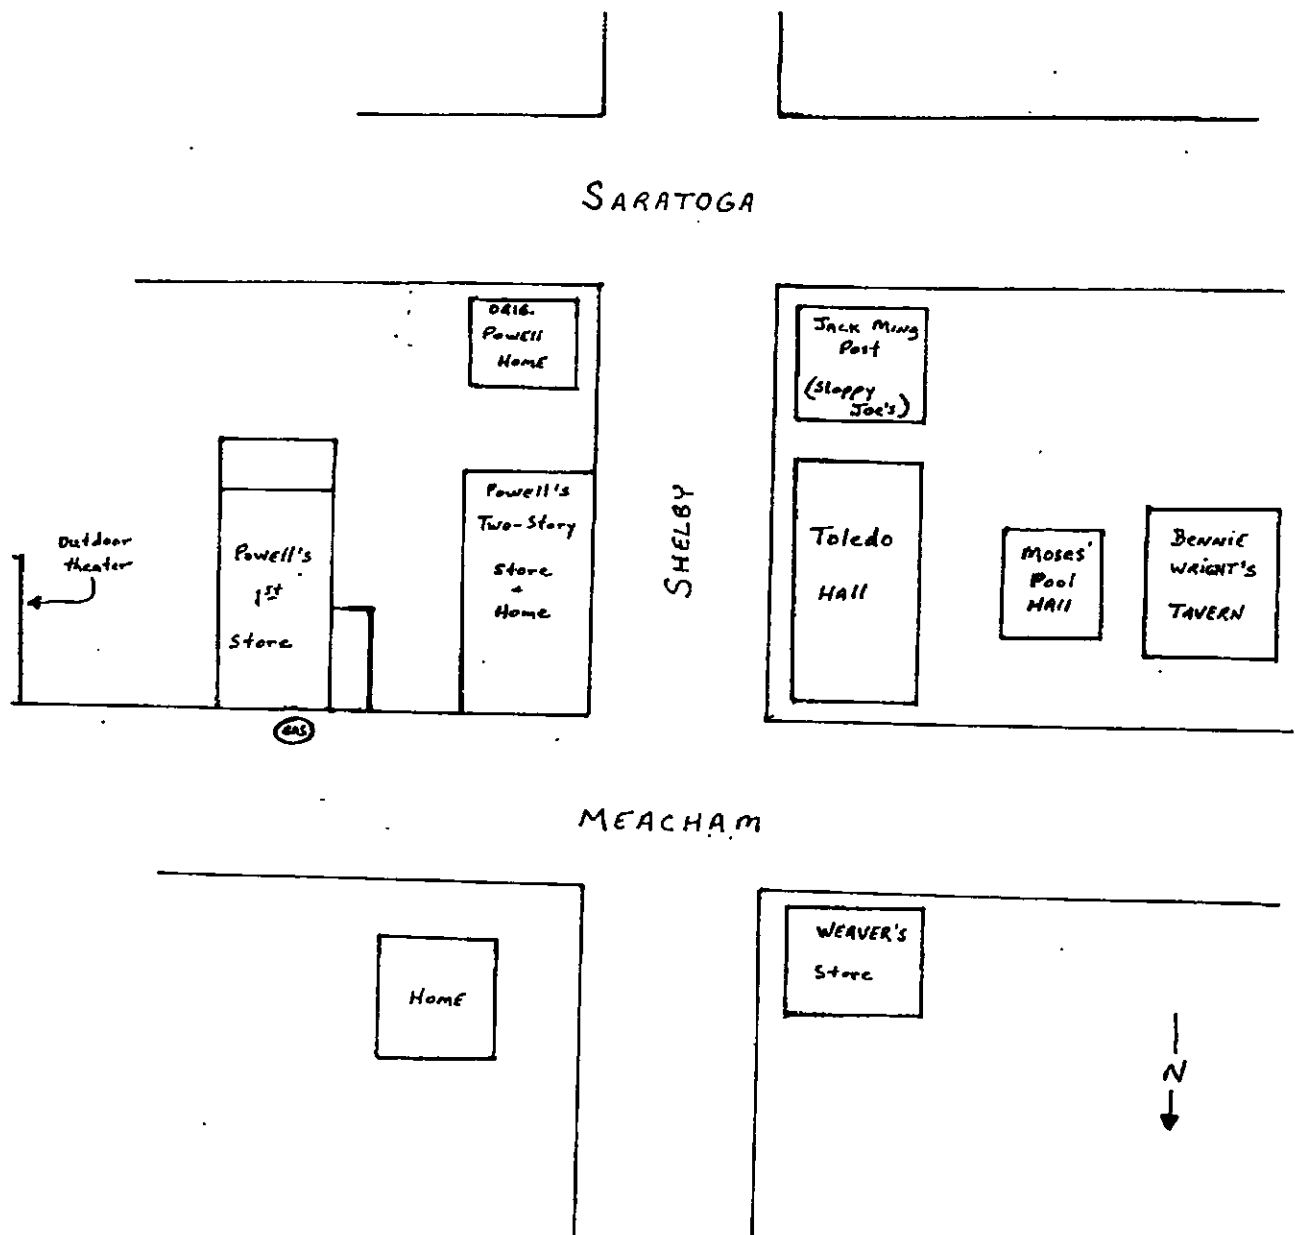 SARATOGA
ORIG.
POWELL
HOME
JACK MING
Post
(Sloppy
Joe's)
Outdoor
theater
Powell's
1st
Store
Powell's
Two-Story
Store
+
Home
SHELBY
Toledo
HAll
MOSES'
Pool
HAll
BENNIE
WRIGHT'S
TAVERN
GAS
MEACHAM
HOME
WEAVER'S
Store
N